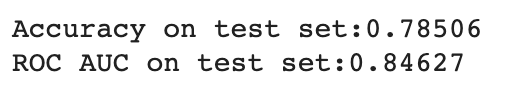 Accuracy on test set:0.78506
ROC AUC on test set:0.84627